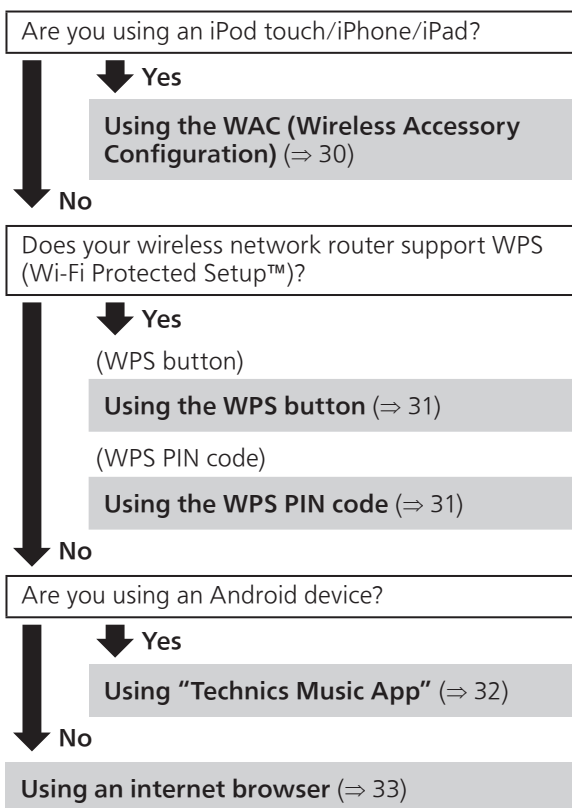 Are you using an iPod touch/iPhone/iPad?
Yes
Using the WAC (Wireless Accessory
Configuration) (⇒ 30)
No
Does your wireless network router support WPS
(Wi-Fi Protected Setup™)?
Yes
(WPS button)
Using the WPS button (⇒ 31)
(WPS PIN code)
Using the WPS PIN code (⇒ 31)
No
Are you using an Android device?
Yes
Using “Technics Music App” (⇒ 32)
No
Using an internet browser (⇒ 33)